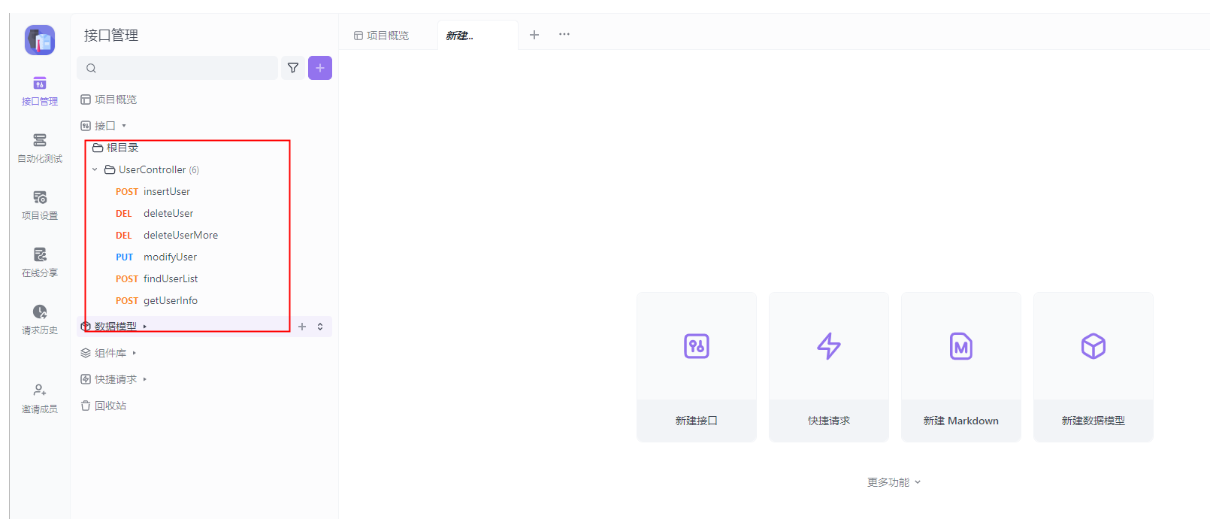 接口管理
自动化测试
项目设置
在线分享
请求历史
邀请成员
接口管理
项目概览
接口
根目录
UserController (6)
POST insertUser
DEL deleteUser
DEL deleteUserMore
PUT modifyUser
POST findUserList
POST getUserInfo
数据模型
组件库
快捷请求
回收站
项目概览
新建...
新建接口
快捷请求
新建 Markdown
新建数据模型
更多功能